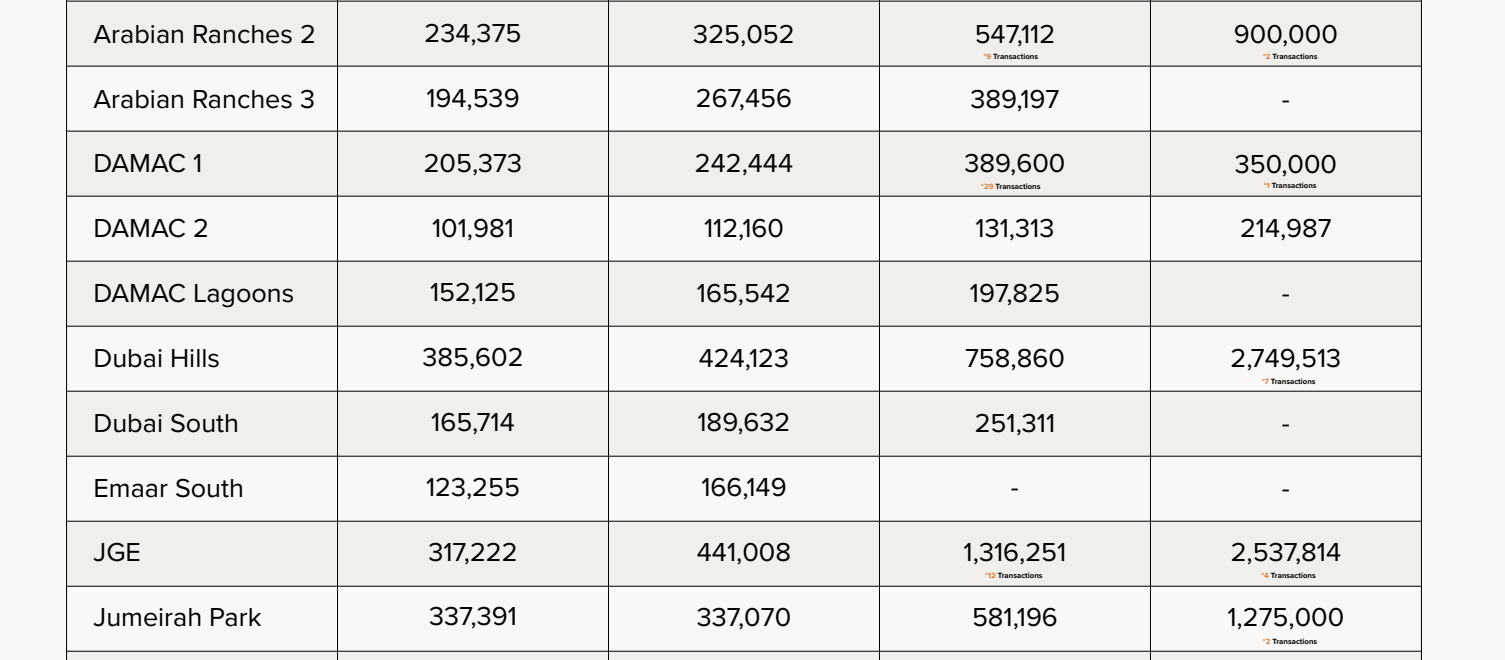 Arabian Ranches 2 234,375 325,052 547,112 900,000
*9 Transactions *2 Transactions
Arabian Ranches 3 194,539 267,456 389,197 -
DAMAC 1 205,373 242,444 389,600 350,000
*29 Transactions *1 Transactions
DAMAC 2 101,981 112,160 131,313 214,987
DAMAC Lagoons 152,125 165,542 197,825 -
Dubai Hills 385,602 424,123 758,860 2,749,513
*7 Transactions
Dubai South 165,714 189,632 251,311 -
Emaar South 123,255 166,149 - -
JGE 317,222 441,008 1,316,251 2,537,814
*12 Transactions *4 Transactions
Jumeirah Park 337,391 337,070 581,196 1,275,000
*2 Transactions